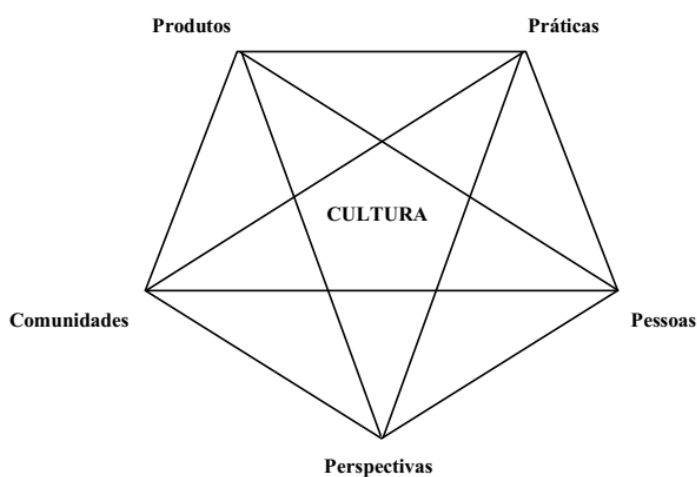 Produtos
Práticas
CULTURA
Comunidades
Pessoas
Perspectivas